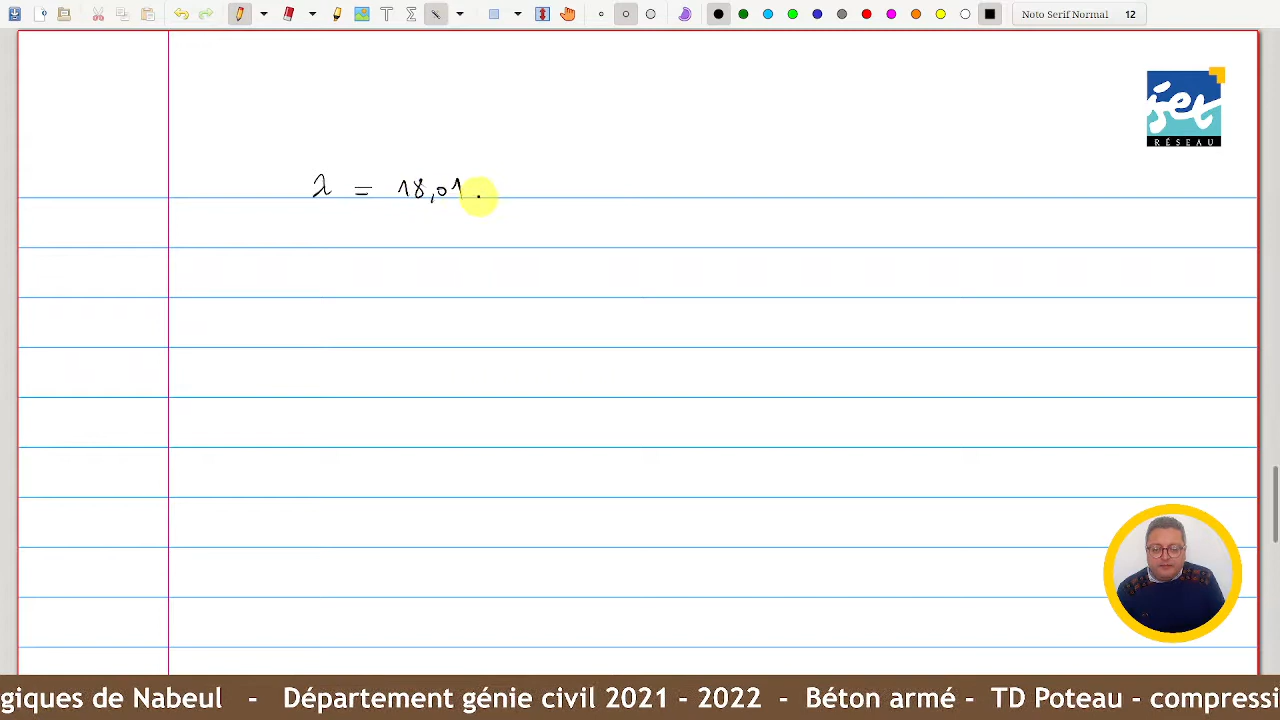 Noto Serif Normal 12
iset
RÉSEAU
λ = 18,01.
giques de Nabeul - Département génie civil 2021 - 2022 - Béton armé - TD Poteau - compressi